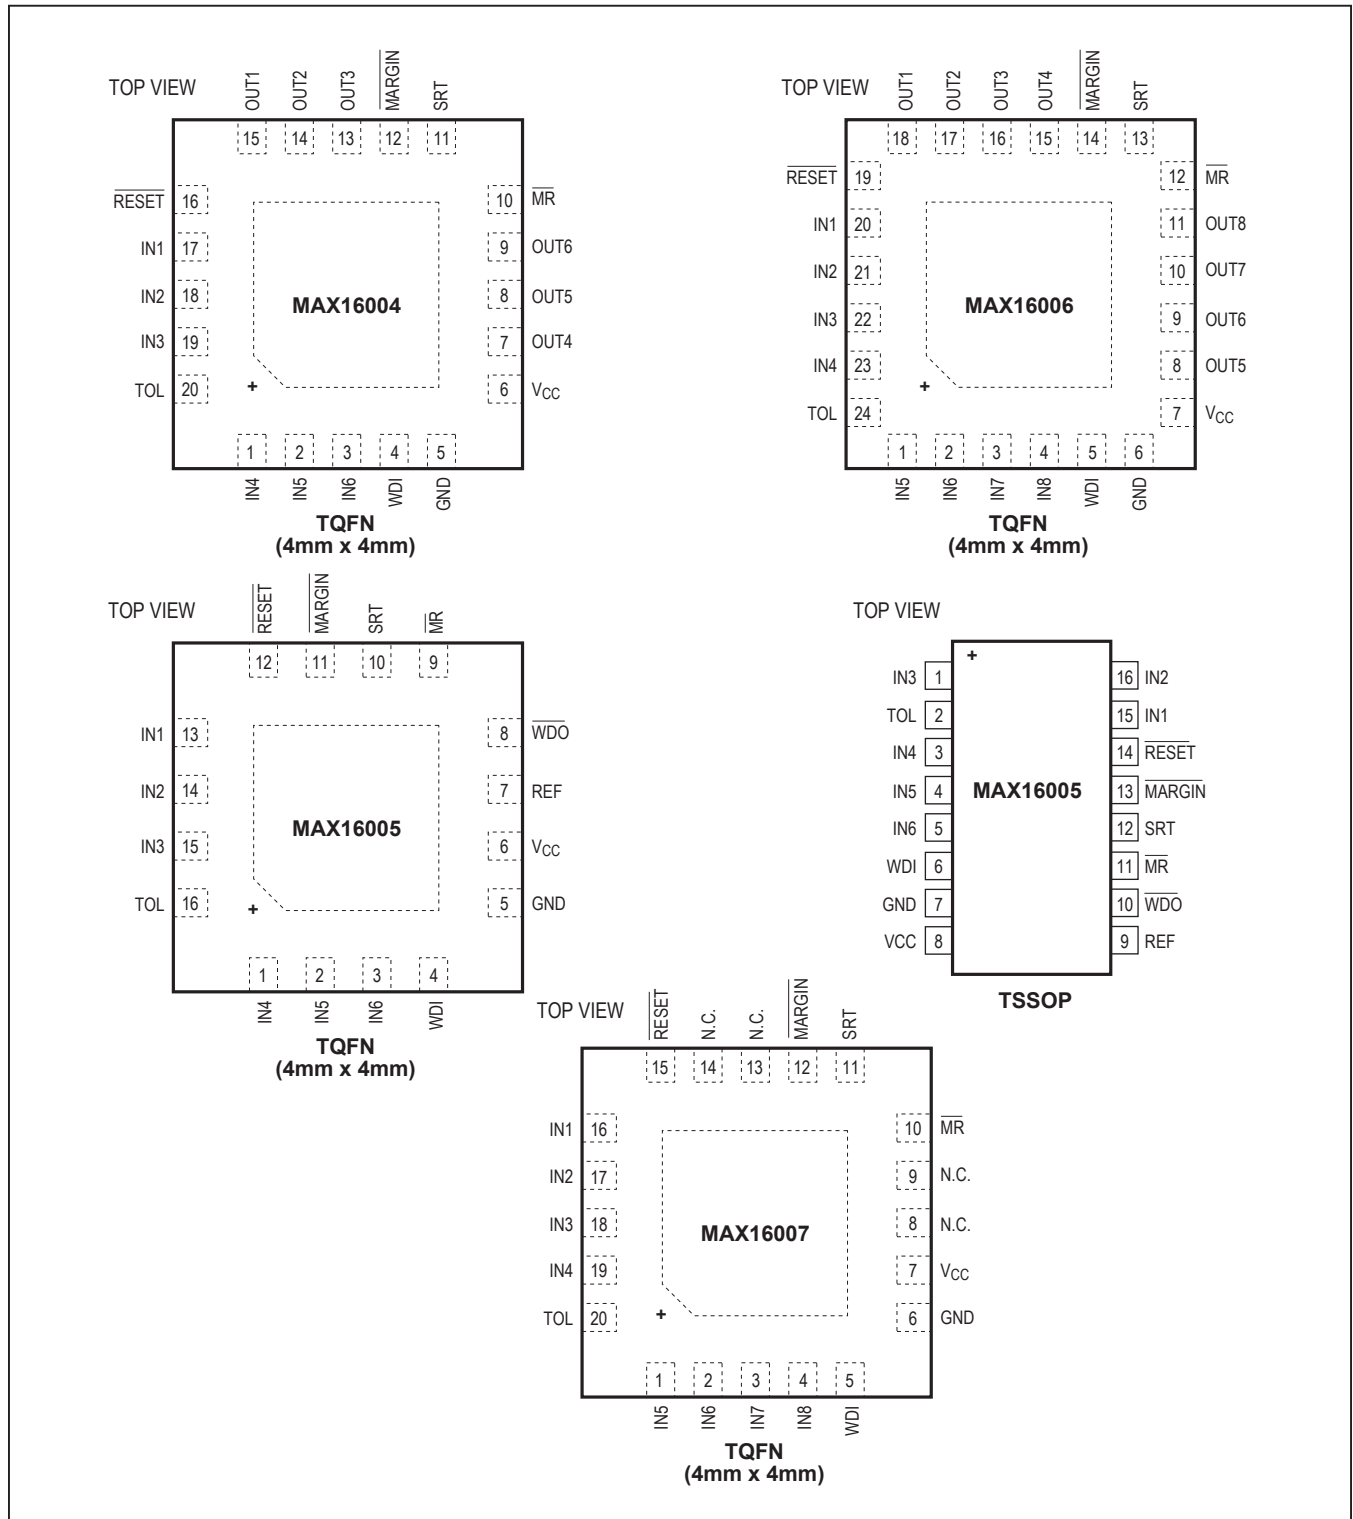 TOP VIEW
OUT1 OUT2 OUT3 MARGIN SRT
15 14 13 12 11
RESET 16 10 MR
IN1 17 9 OUT6
IN2 18 8 OUT5
MAX16004
IN3 19 7 OUT4
TOL 20 6 VCC
+
1 2 3 4 5
IN4 IN5 IN6 WDI GND
TQFN
(4mm x 4mm)
TOP VIEW
OUT1 OUT2 OUT3 OUT4 MARGIN SRT
18 17 16 15 14 13
RESET 19 12 MR
IN1 20 11 OUT8
IN2 21 10 OUT7
MAX16006
IN3 22 9 OUT6
IN4 23 8 OUT5
+
TOL 24 7 VCC
1 2 3 4 5 6
IN5 IN6 IN7 IN8 WDI GND
TQFN
(4mm x 4mm)
TOP VIEW
RESET MARGIN SRT MR
12 11 10 9
IN1 13 8 WDO
IN2 14 7 REF
MAX16005
IN3 15 6 VCC
TOL 16 5 GND
+
1 2 3 4
IN4 IN5 IN6 WDI
TQFN
(4mm x 4mm)
TOP VIEW
+
IN3 1 16 IN2
TOL 2 15 IN1
IN4 3 14 RESET
IN5 4 MAX16005 13 MARGIN
IN6 5 12 SRT
WDI 6 11 MR
GND 7 10 WDO
VCC 8 9 REF
TSSOP
TOP VIEW
RESET N.C. N.C. MARGIN SRT
15 14 13 12 11
IN1 16 10 MR
IN2 17 9 N.C.
IN3 18 8 N.C.
MAX16007
IN4 19 7 VCC
TOL 20 6 GND
+
1 2 3 4 5
IN5 IN6 IN7 IN8 WDI
TQFN
(4mm x 4mm)